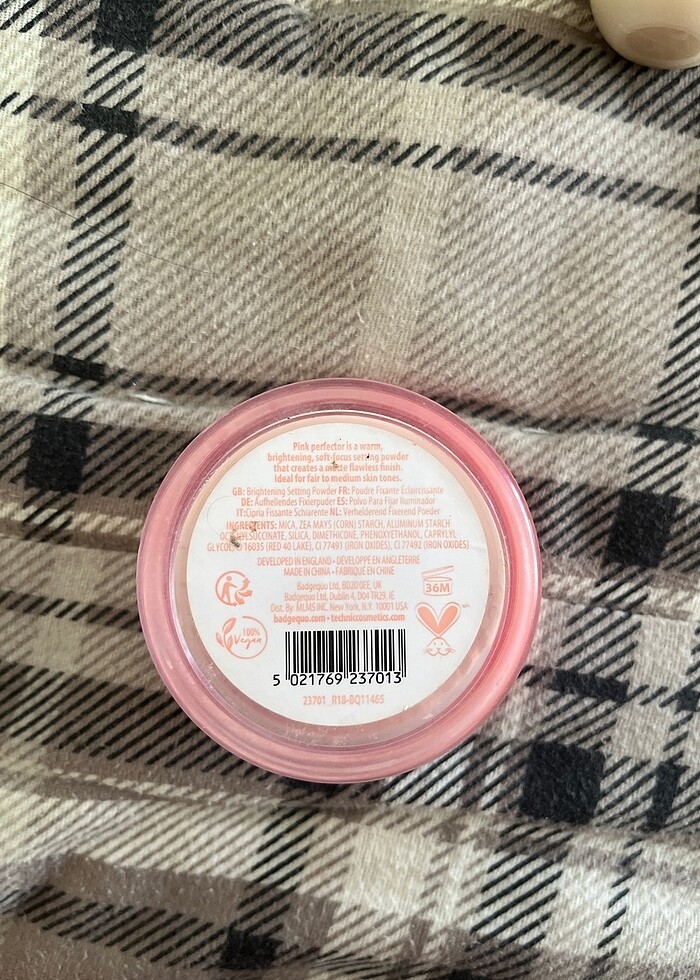 Pink perfector is a warm,
brightening, soft-focus setting powder
that creates a matte flawless finish.
Ideal for fair to medium skin tones.
GB: Brightening Setting Powder FR: Poudre Fixante Éclaircissante
DE: Aufhellendes Fixierpuder ES: Polvo Para Fijar Iluminador
IT:Cipria Fissante Schiarente NL: Verhelderend Fixerend Poeder
INGREDIENTS: MICA, ZEA MAYS (CORN) STARCH, ALUMINUM STARCH
OCTENYLSUCCINATE, SILICA, DIMETHICONE, PHENOXYETHANOL, CAPRYLYL
GLYCOL, 16035 (RED 40 LAKE), CI 77491 (IRON OXIDES), CI 77492 (IRON OXIDES)
DEVELOPED IN ENGLAND • DÉVELOPPÉ EN ANGLETERRE
MADE IN CHINA • FABRIQUÉ EN CHINE
Badgequo Ltd, BD20 0EE, UK
Badgequo Ltd, Dublin 4, D04 TR29, IE
Dist. By: MLMS INC. New York, N.Y. 10001 USA
badgequo.com • techniccosmetics.com
36M
100%
Vegan
5 021769 237013
23701_R18-BQ11465